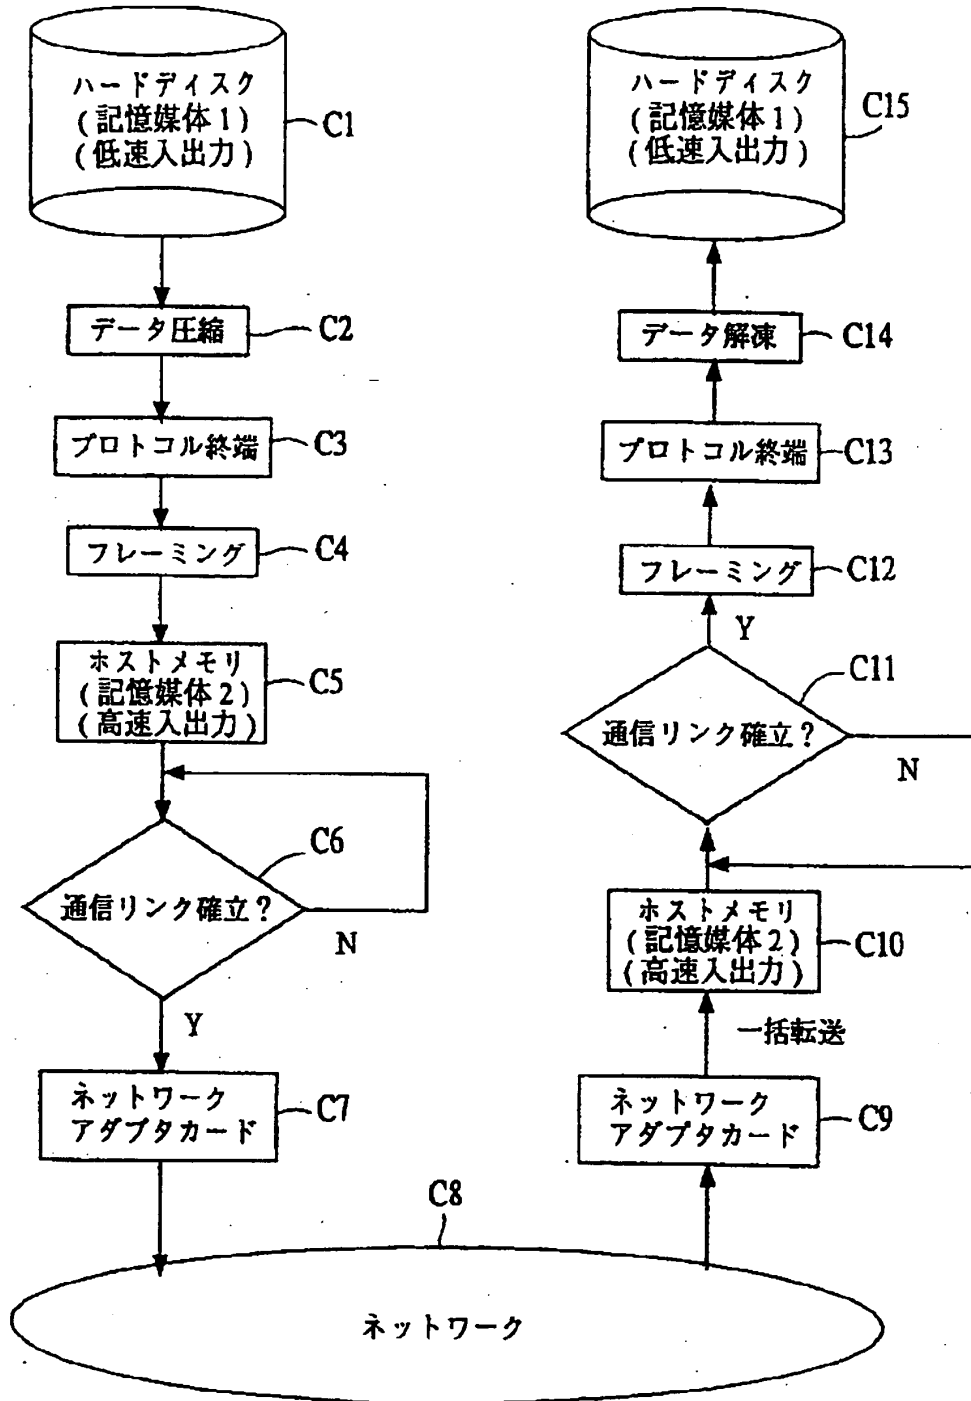 ハードディスク
(記憶媒体1)
(低速入出力)
C1
データ圧縮
C2
プロトコル終端
C3
フレーミング
C4
ホストメモリ
(記憶媒体2)
(高速入出力)
C5
通信リンク確立?
C6
N
Y
ネットワーク
アダプタカード
C7
C8
ネットワーク
ネットワーク
アダプタカード
C9
一括転送
ホストメモリ
(記憶媒体2)
(高速入出力)
C10
通信リンク確立?
C11
N
Y
フレーミング
C12
プロトコル終端
C13
データ解凍
C14
ハードディスク
(記憶媒体1)
(低速入出力)
C15